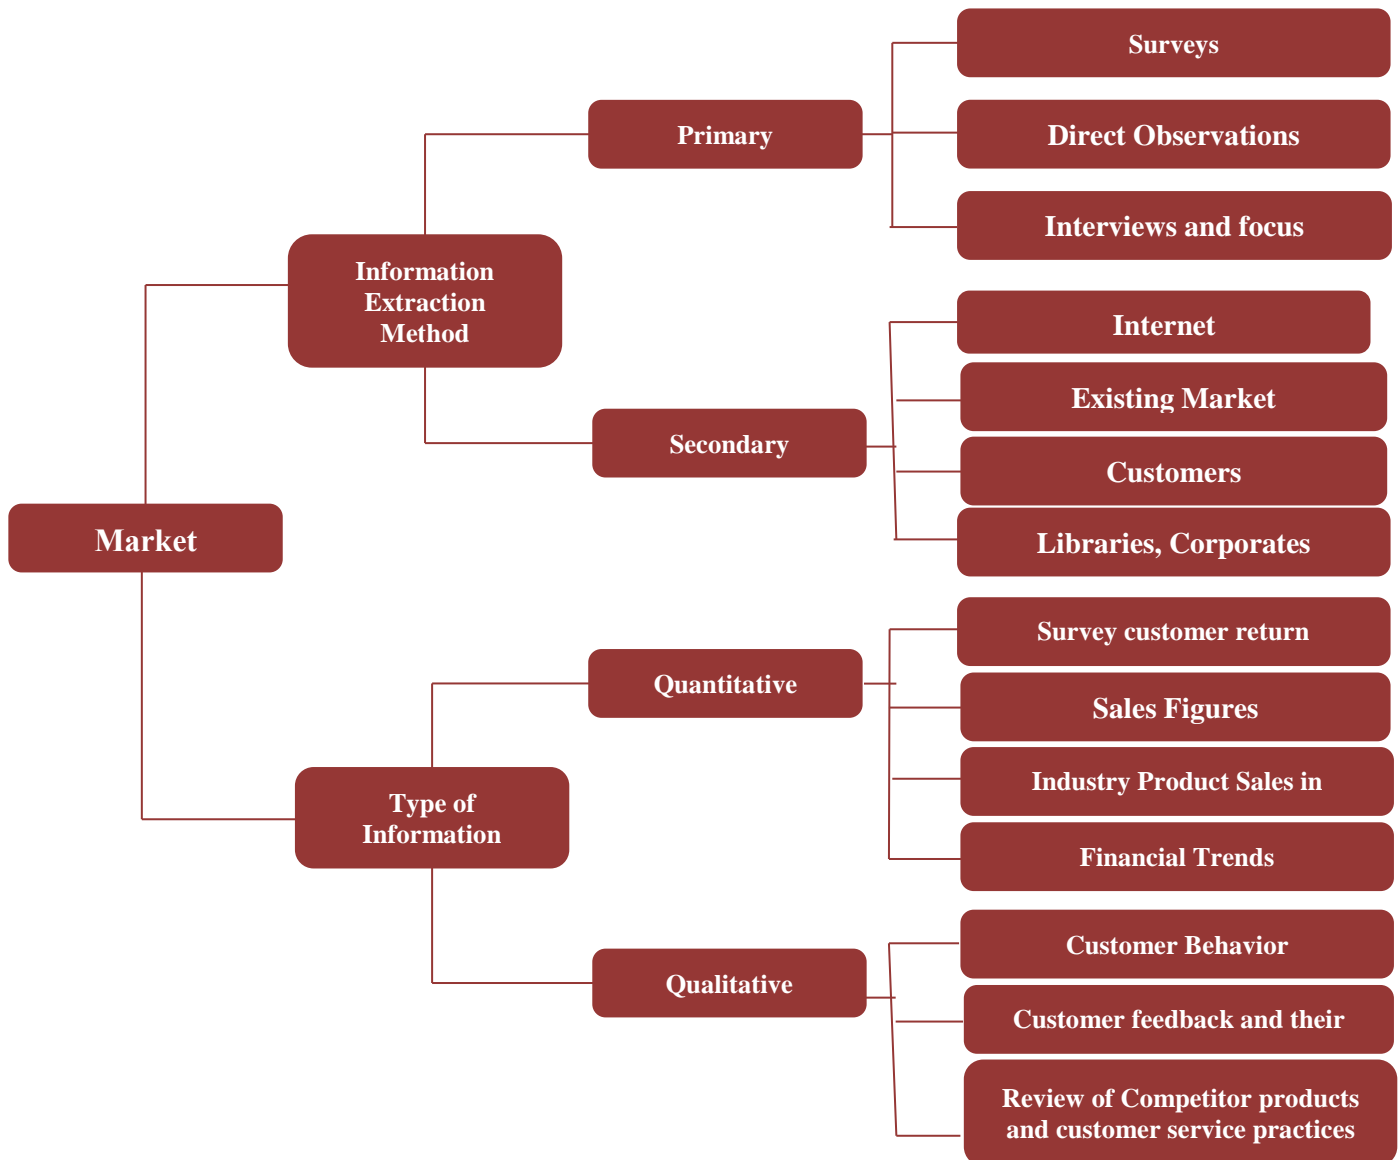 Surveys
Primary
Direct Observations
Interviews and focus
Information
Extraction
Method
Internet
Existing Market
Secondary
Customers
Libraries, Corporates
Market
Survey customer return
Quantitative
Sales Figures
Industry Product Sales in
Type of
Information
Financial Trends
Customer Behavior
Qualitative
Customer feedback and their
Review of Competitor products
and customer service practices